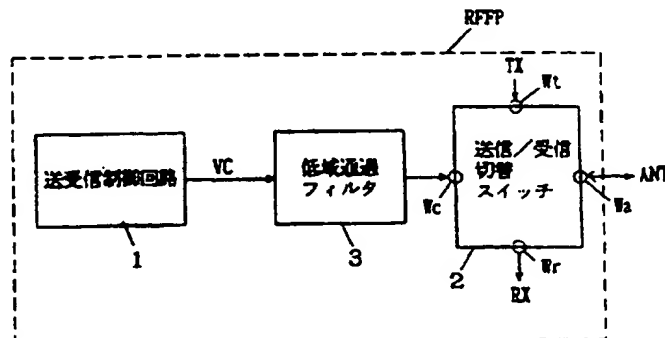 RFFP
TX
Wt
送受信制御回路
VC
低域通過
フィルタ
送信/受信
切替
スイッチ
Wc
ANT
Wa
1
3
2
Wr
RX